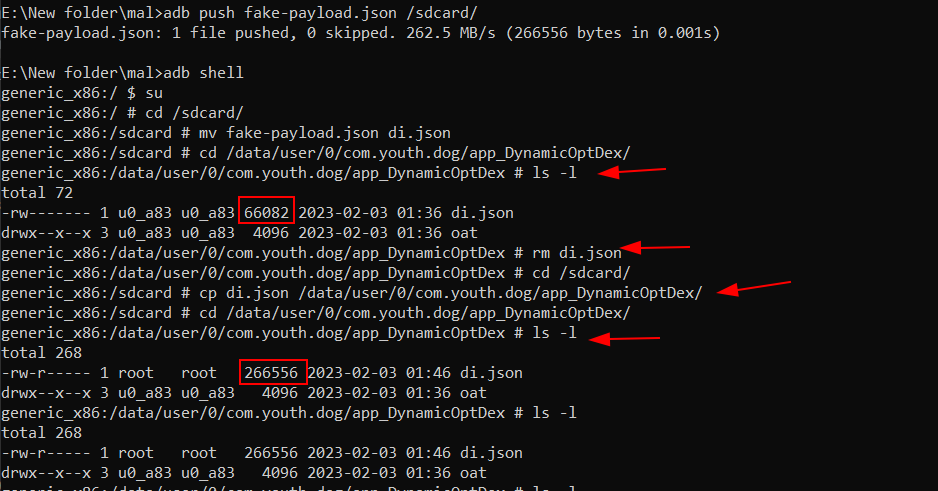 E:\New folder\mal>adb push fake-payload.json /sdcard/
fake-payload.json: 1 file pushed, 0 skipped. 262.5 MB/s (266556 bytes in 0.001s)
E:\New folder\mal>adb shell
generic_x86:/ $ su
generic_x86:/ # cd /sdcard/
generic_x86:/sdcard # mv fake-payload.json di.json
generic_x86:/sdcard # cd /data/user/0/com.youth.dog/app_DynamicOptDex/
generic_x86:/data/user/0/com.youth.dog/app_DynamicOptDex # ls -l
total 72
-rw------- 1 u0_a83 u0_a83 66082 2023-02-03 01:36 di.json
drwx--x--x 3 u0_a83 u0_a83  4096 2023-02-03 01:36 oat
generic_x86:/data/user/0/com.youth.dog/app_DynamicOptDex # rm di.json
generic_x86:/data/user/0/com.youth.dog/app_DynamicOptDex # cd /sdcard/
generic_x86:/sdcard # cp di.json /data/user/0/com.youth.dog/app_DynamicOptDex/
generic_x86:/sdcard # cd /data/user/0/com.youth.dog/app_DynamicOptDex/
generic_x86:/data/user/0/com.youth.dog/app_DynamicOptDex # ls -l
total 268
-rw-r----- 1 root   root   266556 2023-02-03 01:46 di.json
drwx--x--x 3 u0_a83 u0_a83   4096 2023-02-03 01:36 oat
generic_x86:/data/user/0/com.youth.dog/app_DynamicOptDex # ls -l
total 268
-rw-r----- 1 root   root   266556 2023-02-03 01:46 di.json
drwx--x--x 3 u0_a83 u0_a83   4096 2023-02-03 01:36 oat
generic_x86:/data/user/0/com.youth.dog/app_DynamicOptDex # ls -l